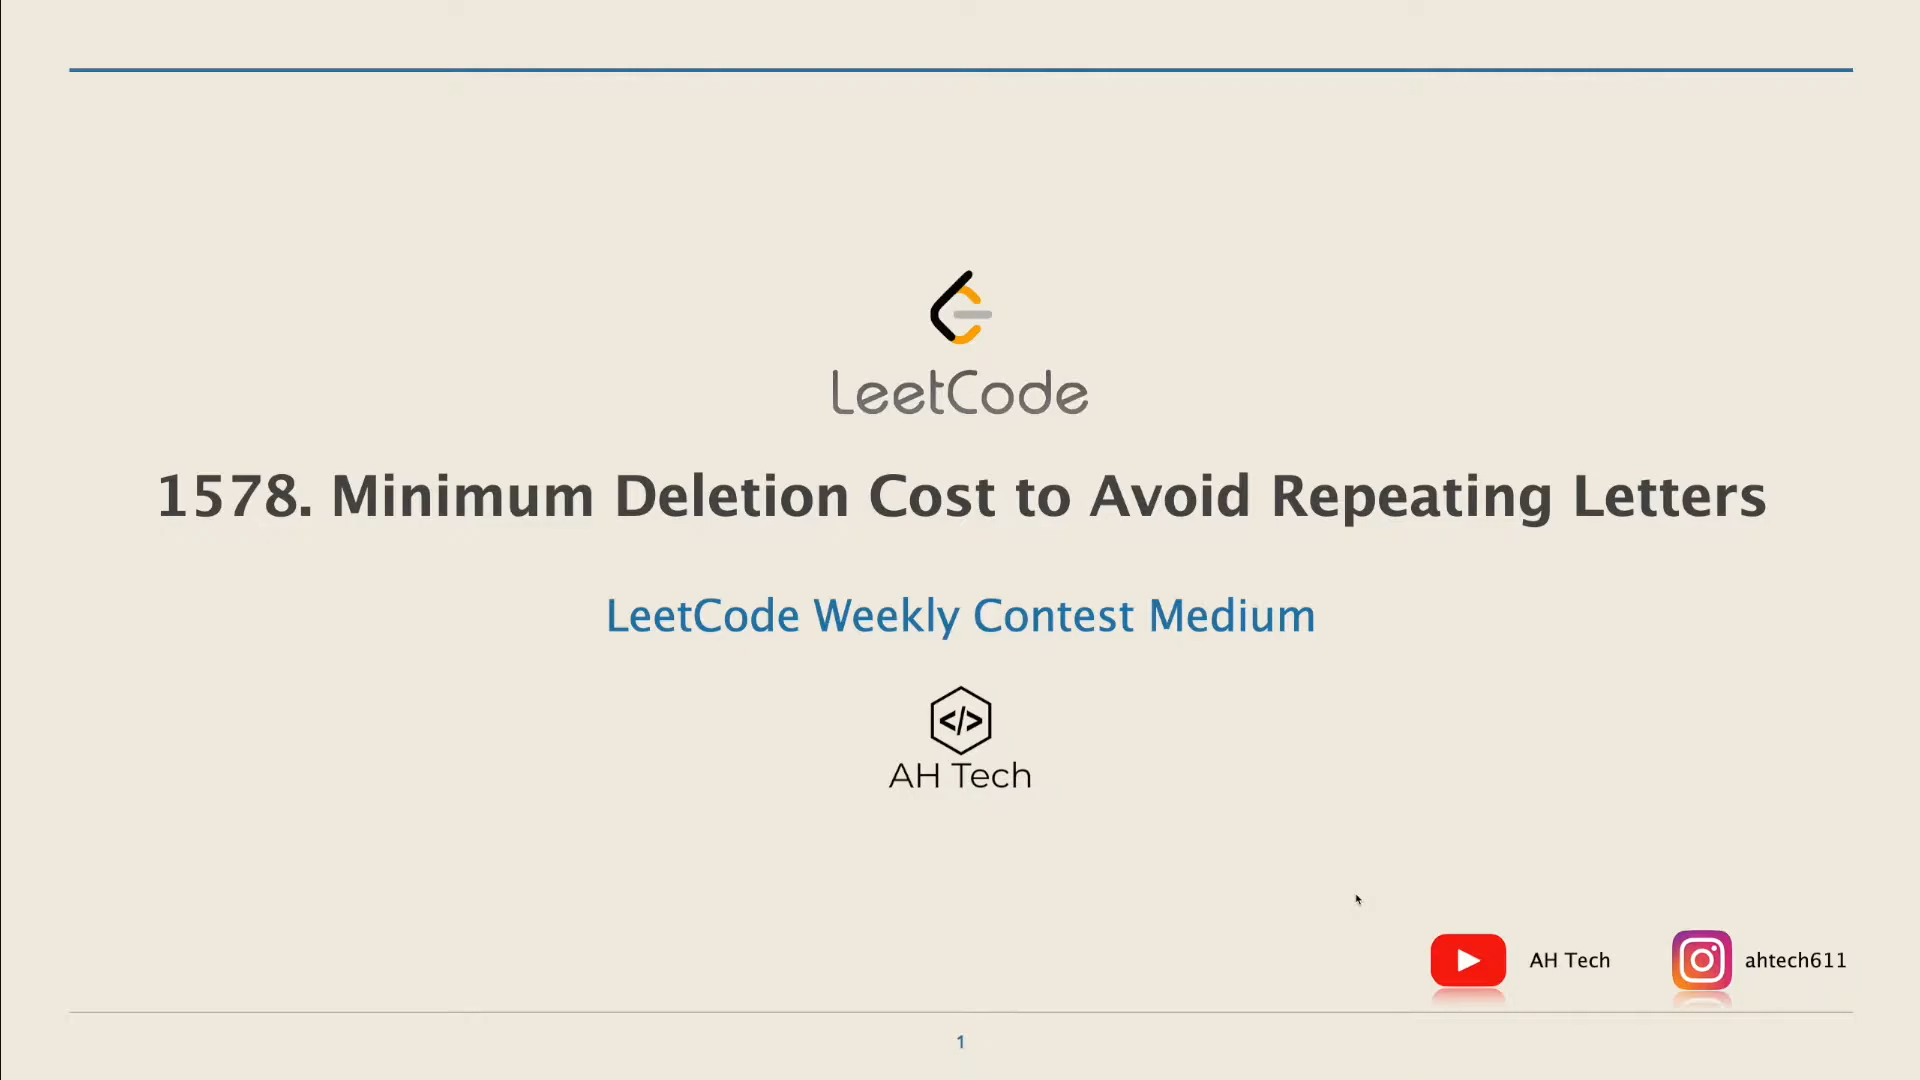 LeetCode
1578. Minimum Deletion Cost to Avoid Repeating Letters
LeetCode Weekly Contest Medium
</>
AH Tech
AH Tech
ahtech611
1